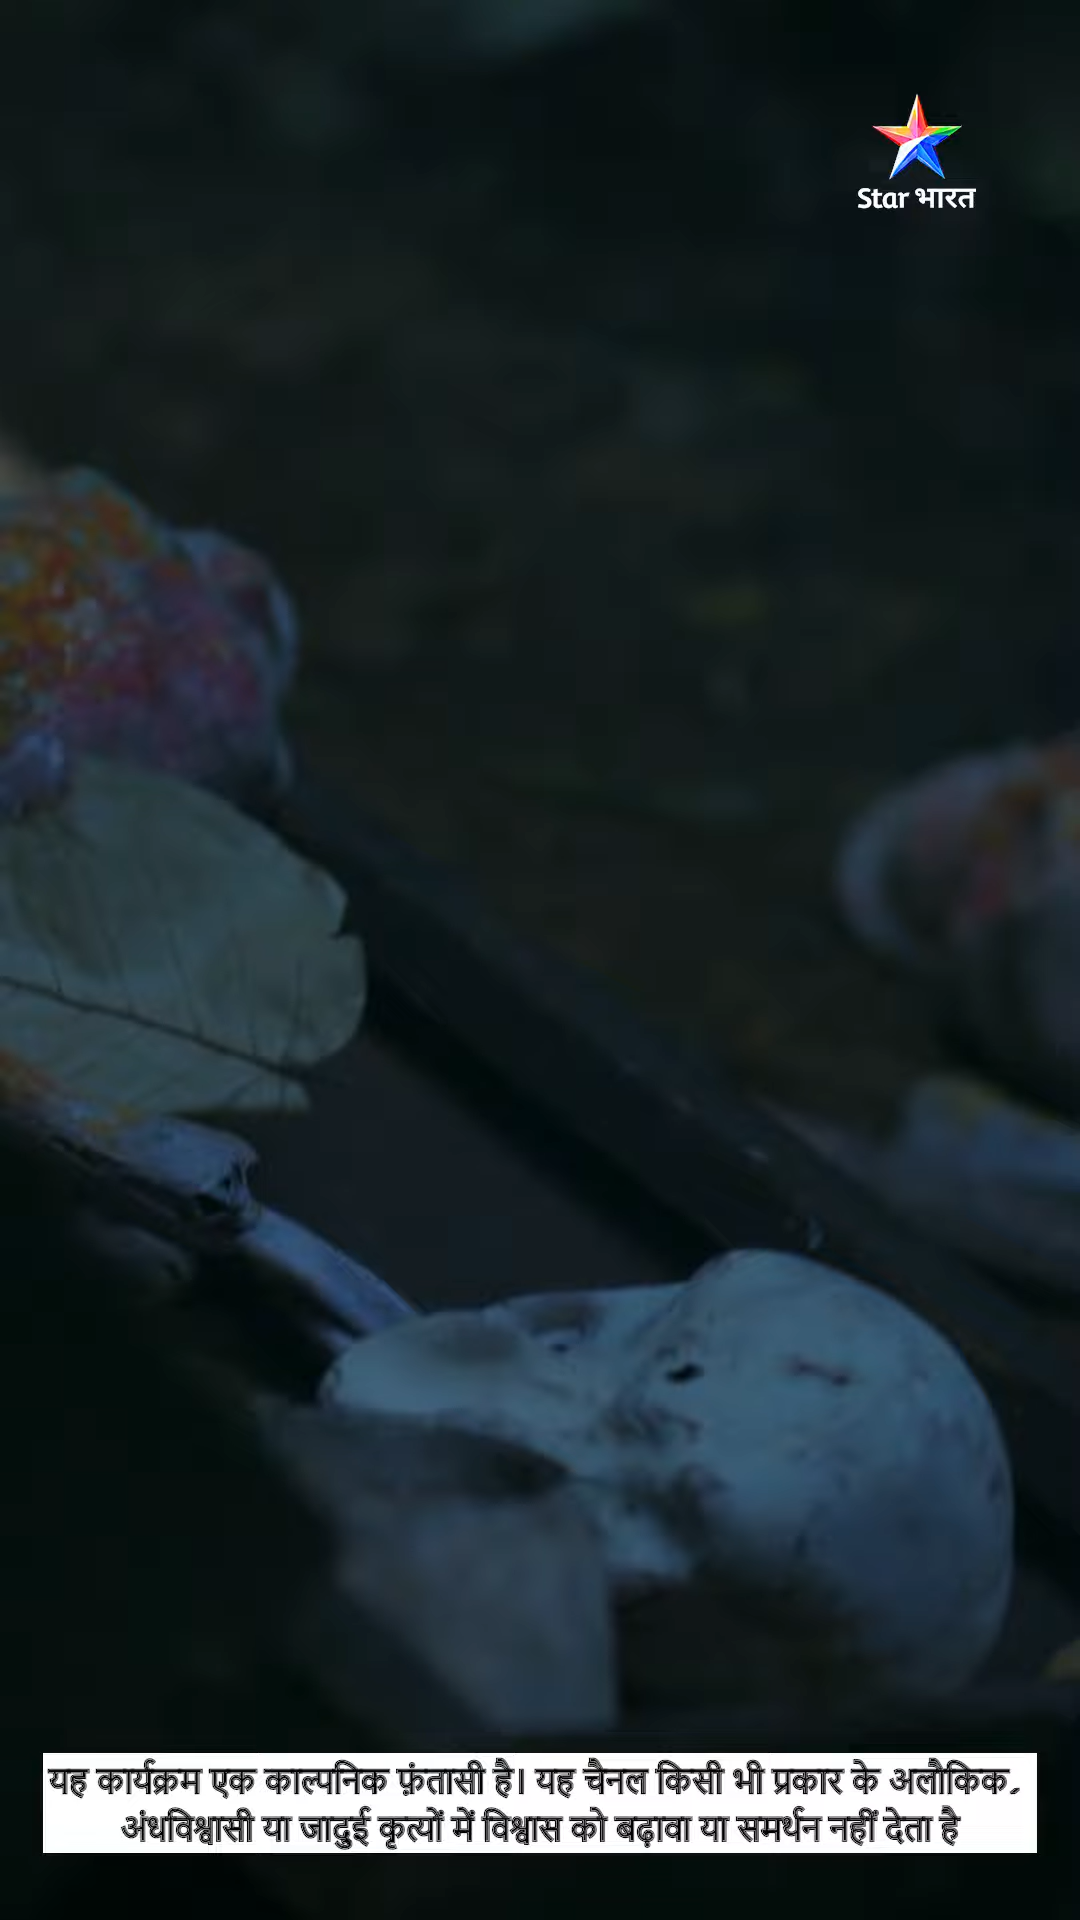 Star भारत
यह कार्यक्रम एक काल्पनिक फ़ंतासी है। यह चैनल किसी भी प्रकार के अलौकिक,
अंधविश्वासी या जादुई कृत्यों में विश्वास को बढ़ावा या समर्थन नहीं देता है